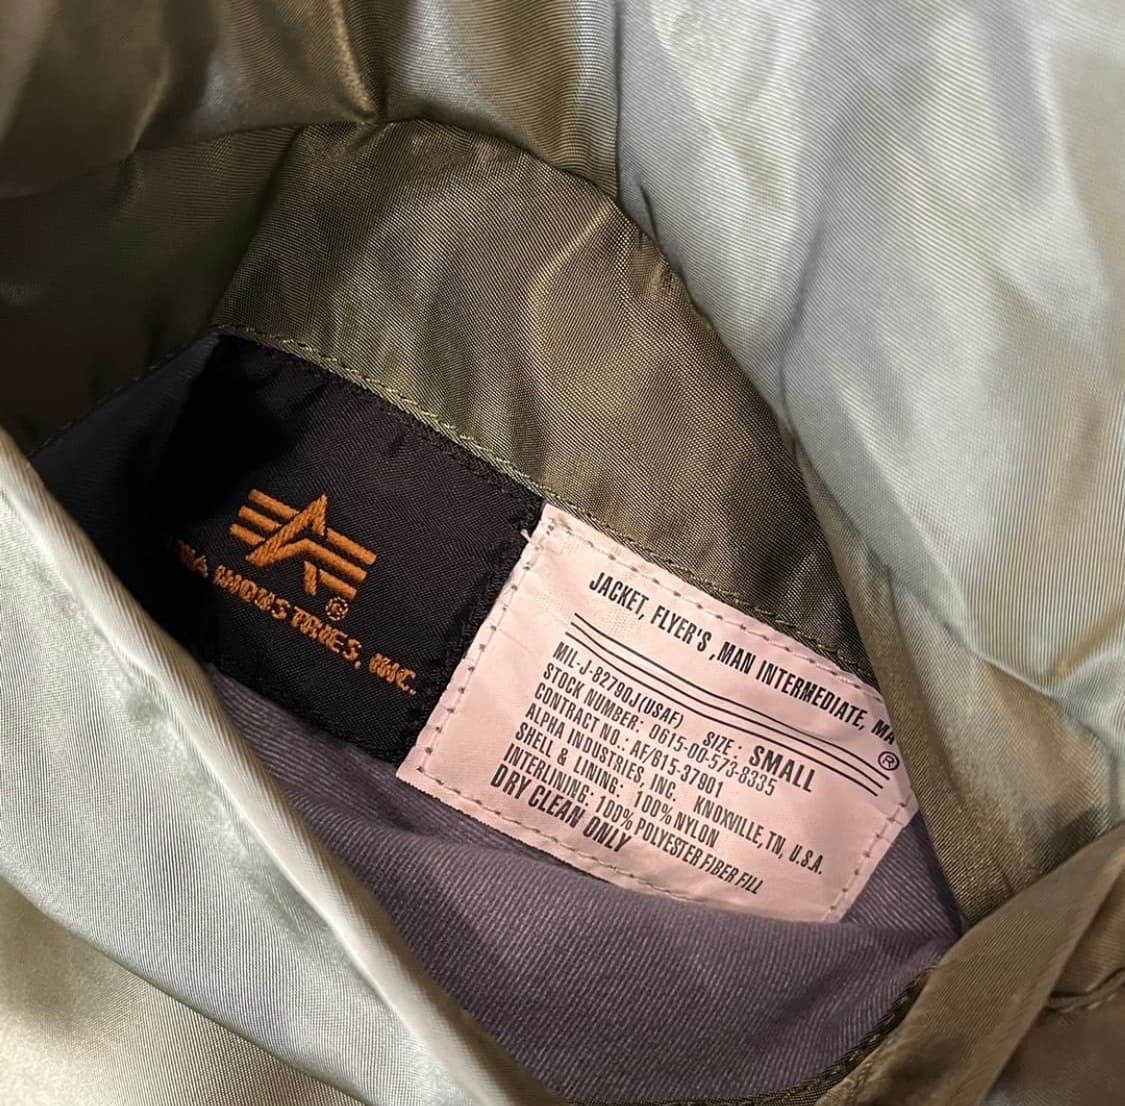 INDUSTRIES, INC.
®
JACKET, FLYER'S ,MAN INTERMEDIATE,
®
MIL-J-82790J(USAF) SIZE: SMALL
STOCK NUMBER: 0615-00-573-8335
CONTRACT NO.: AF/615-37901
ALPHA INDUSTRIES, INC. KNOXVILLE,TN, U.S.A.
SHELL & LINING: 100% NYLON
INTERLINING: 100% POLYESTER FIBER FILL
DRY CLEAN ONLY